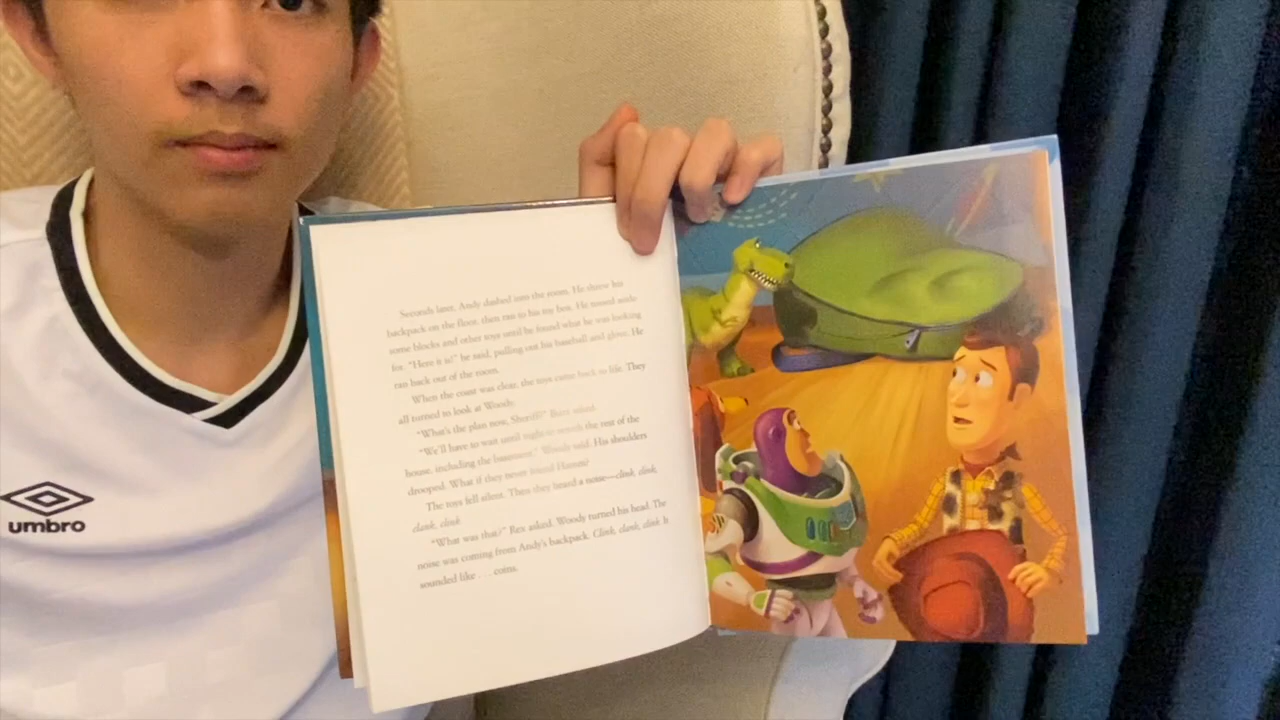 umbro
Seconds later, Andy dashed into the room. He threw his
backpack on the floor, then ran to his toy box. He tossed aside
some blocks and other toys until he found what he was looking
for. "Here it is!" he said, pulling out his baseball and glove. He
ran back out of the room.
When the coast was clear, the toys came back to life. They
all turned to look at Woody.
"What's the plan now, Sheriff?" Buzz asked.
"We'll have to wait until night to search the rest of the
house, including the basement," Woody said. His shoulders
drooped. What if they never found Hamm?
The toys fell silent. Then they heard a noise—clink, clink,
clank, clink.
"What was that?" Rex asked. Woody turned his head. The
noise was coming from Andy's backpack. Clink, clank, clink. It
sounded like . . . coins.